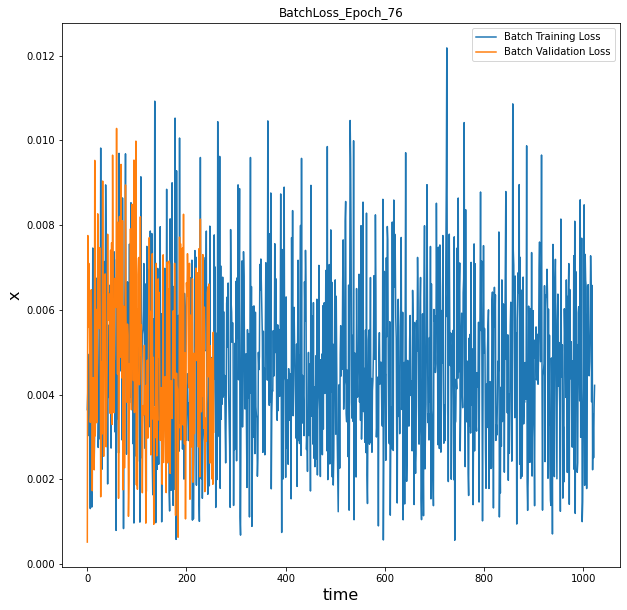 BatchLoss_Epoch_76
Batch Training Loss
Batch Validation Loss
0.012
0.010
0.008
0.006
0.004
0.002
0.000
x
0 200 400 600 800 1000
time